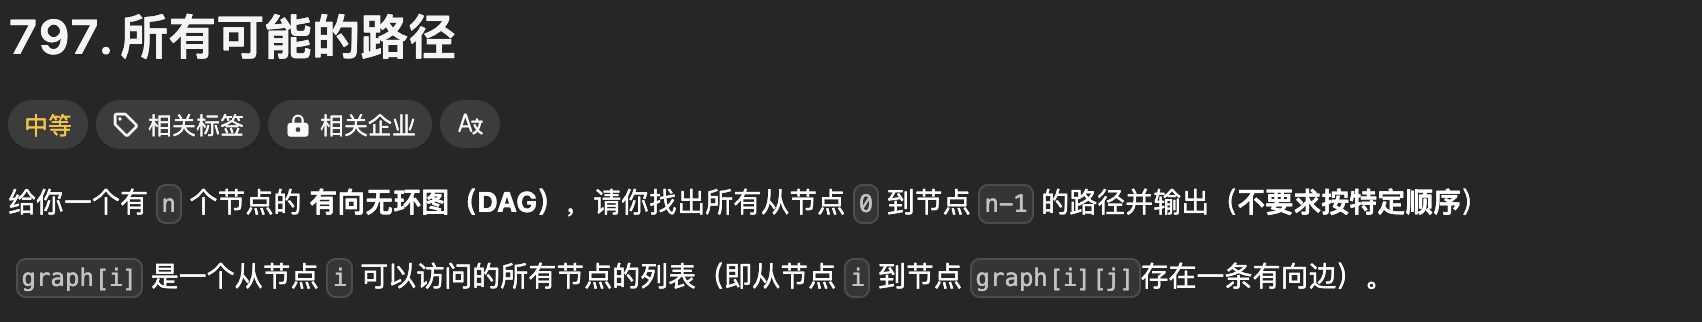 797. 所有可能的路径
中等 相关标签 相关企业 A文
给你一个有 n 个节点的 有向无环图（DAG），请你找出所有从节点 0 到节点 n-1 的路径并输出（不要求按特定顺序）
graph[i] 是一个从节点 i 可以访问的所有节点的列表（即从节点 i 到节点 graph[i][j]存在一条有向边）。